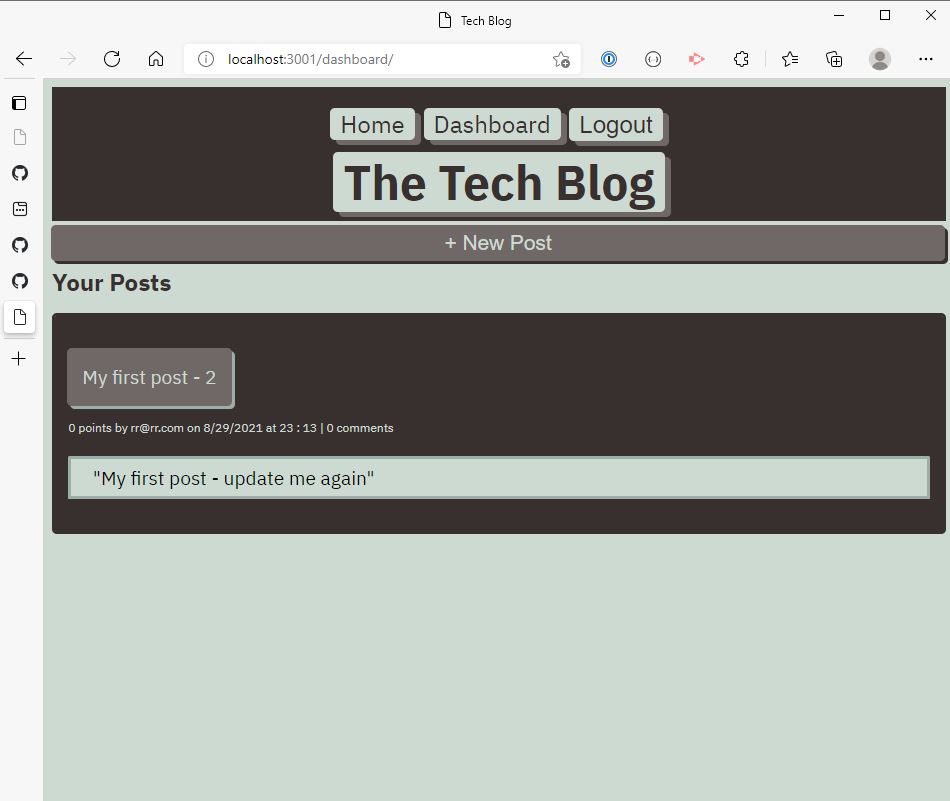 Tech Blog
localhost:3001/dashboard/
Home Dashboard Logout
The Tech Blog
+ New Post
Your Posts
My first post - 2
0 points by rr@rr.com on 8/29/2021 at 23 : 13 | 0 comments
"My first post - update me again"